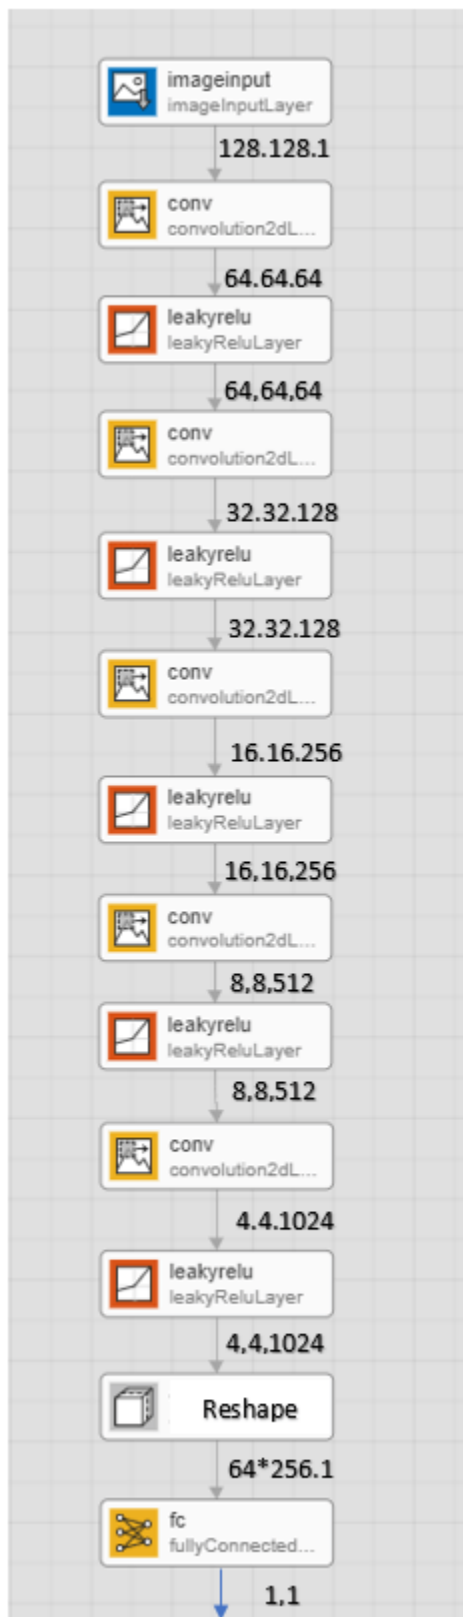 imageinput
imageInputLayer
128.128.1
conv
convolution2dL...
64.64.64
leakyrelu
leakyReluLayer
64,64,64
conv
convolution2dL...
32.32.128
leakyrelu
leakyReluLayer
32.32.128
conv
convolution2dL...
16.16.256
leakyrelu
leakyReluLayer
16,16,256
conv
convolution2dL...
8,8,512
leakyrelu
leakyReluLayer
8,8,512
conv
convolution2dL...
4.4.1024
leakyrelu
leakyReluLayer
4,4,1024
Reshape
64*256.1
fc
fullyConnected...
1,1